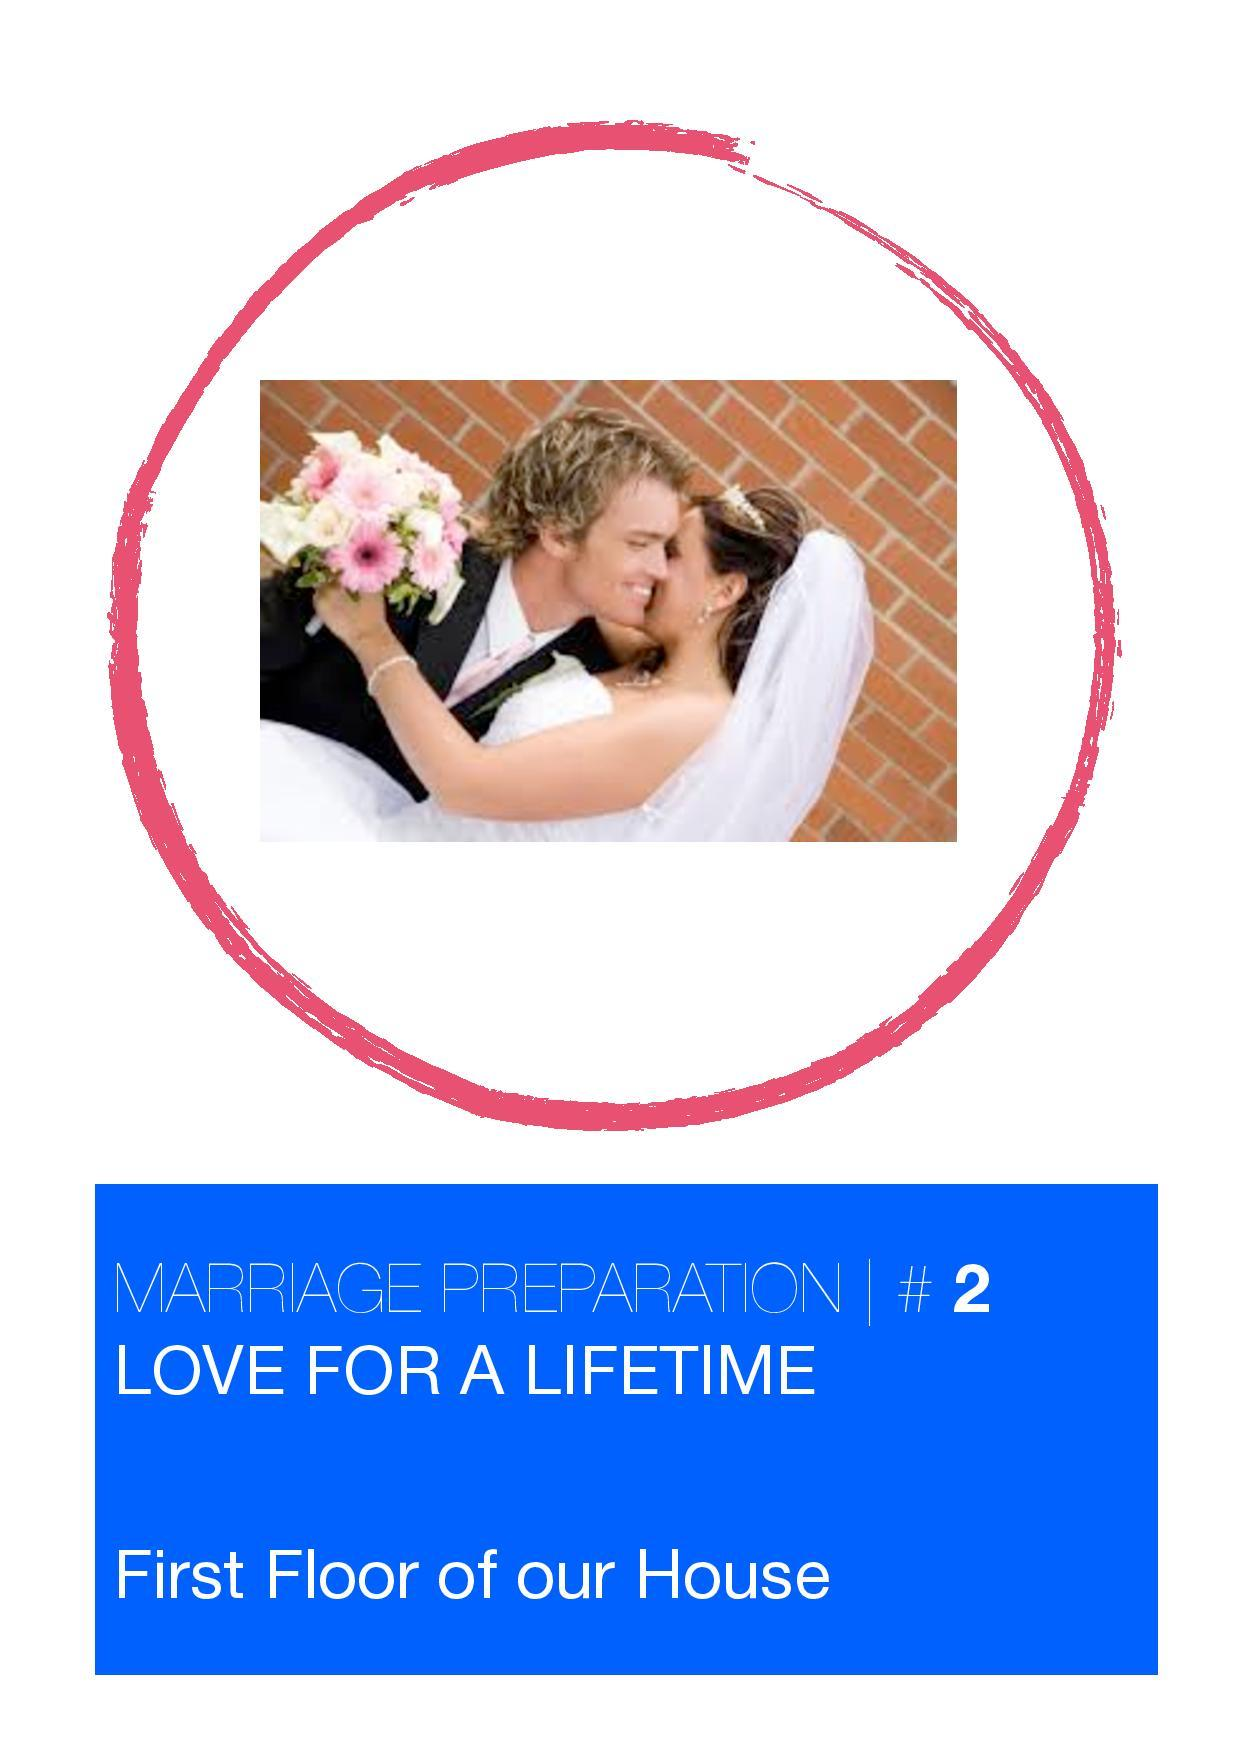 MARRIAGE PREPARATION | # 2
LOVE FOR A LIFETIME
First Floor of our House